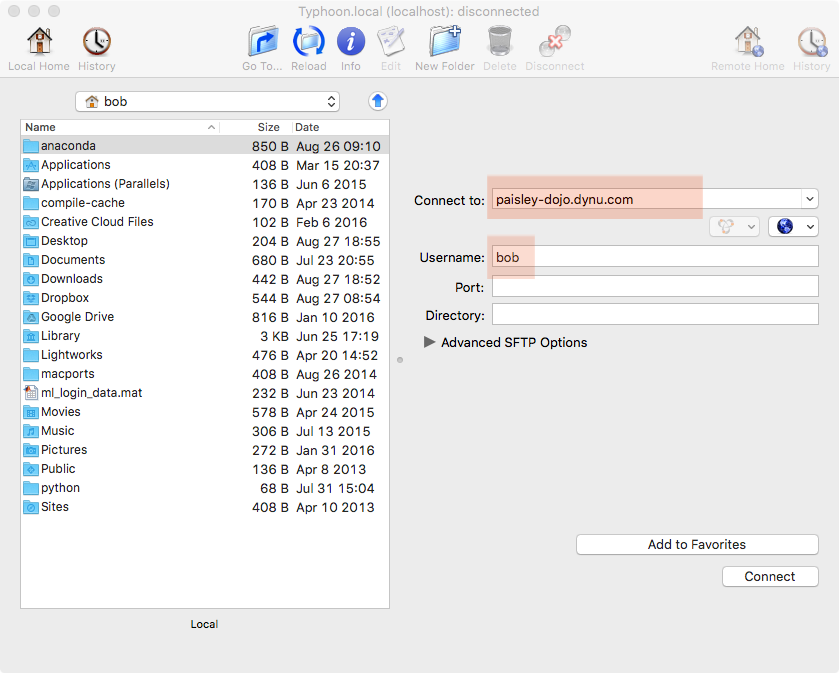 Typhoon.local (localhost): disconnected
Local Home History Go To... Reload Info Edit New Folder Delete Disconnect Remote Home History
bob
Name Size Date
anaconda 850 B Aug 26 09:10
Applications 408 B Mar 15 20:37
Applications (Parallels) 136 B Jun 6 2015
compile-cache 170 B Apr 23 2014
Creative Cloud Files 102 B Feb 6 2016
Desktop 204 B Aug 27 18:55
Documents 680 B Jul 23 20:55
Downloads 442 B Aug 27 18:52
Dropbox 544 B Aug 27 08:54
Google Drive 816 B Jan 10 2016
Library 3 KB Jun 25 17:19
Lightworks 476 B Apr 20 14:52
macports 408 B Aug 26 2014
ml_login_data.mat 232 B Jun 23 2014
Movies 578 B Apr 24 2015
Music 306 B Jul 13 2015
Pictures 272 B Jan 31 2016
Public 136 B Apr 8 2013
python 68 B Jul 31 15:04
Sites 408 B Apr 10 2013
Local
Connect to: paisley-dojo.dynu.com
Username: bob
Port:
Directory:
Advanced SFTP Options
Add to Favorites
Connect